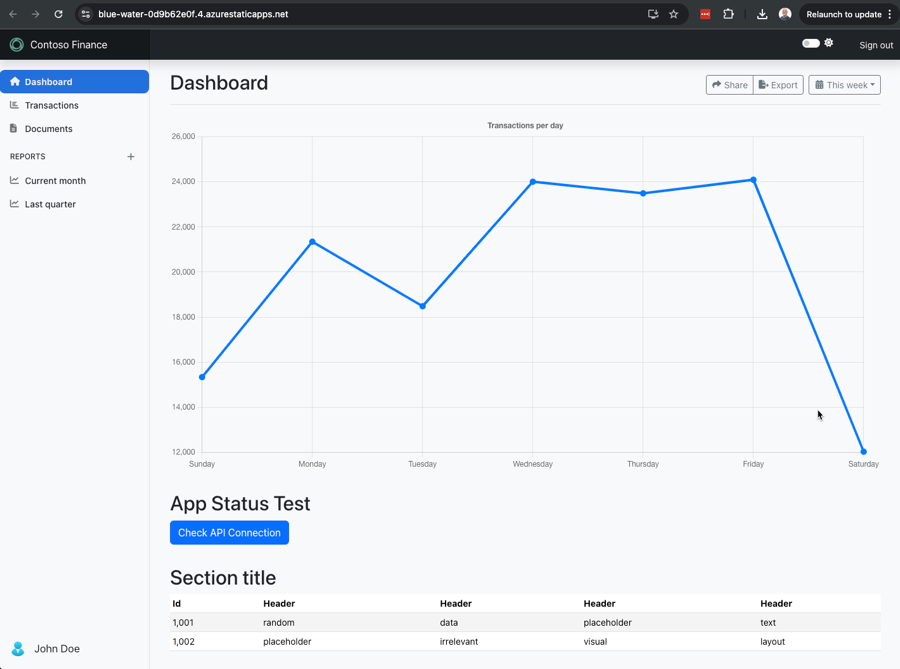 blue-water-0d9b62e0f.4.azurestaticapps.net
Relaunch to update
Contoso Finance
Sign out
Dashboard
Transactions
Documents
REPORTS
Current month
Last quarter
John Doe
Dashboard
Share Export This week
Transactions per day
26,000
24,000
22,000
20,000
18,000
16,000
14,000
12,000
Sunday Monday Tuesday Wednesday Thursday Friday Saturday
App Status Test
Check API Connection
Section title
Id Header Header Header Header
1,001 random data placeholder text
1,002 placeholder irrelevant visual layout